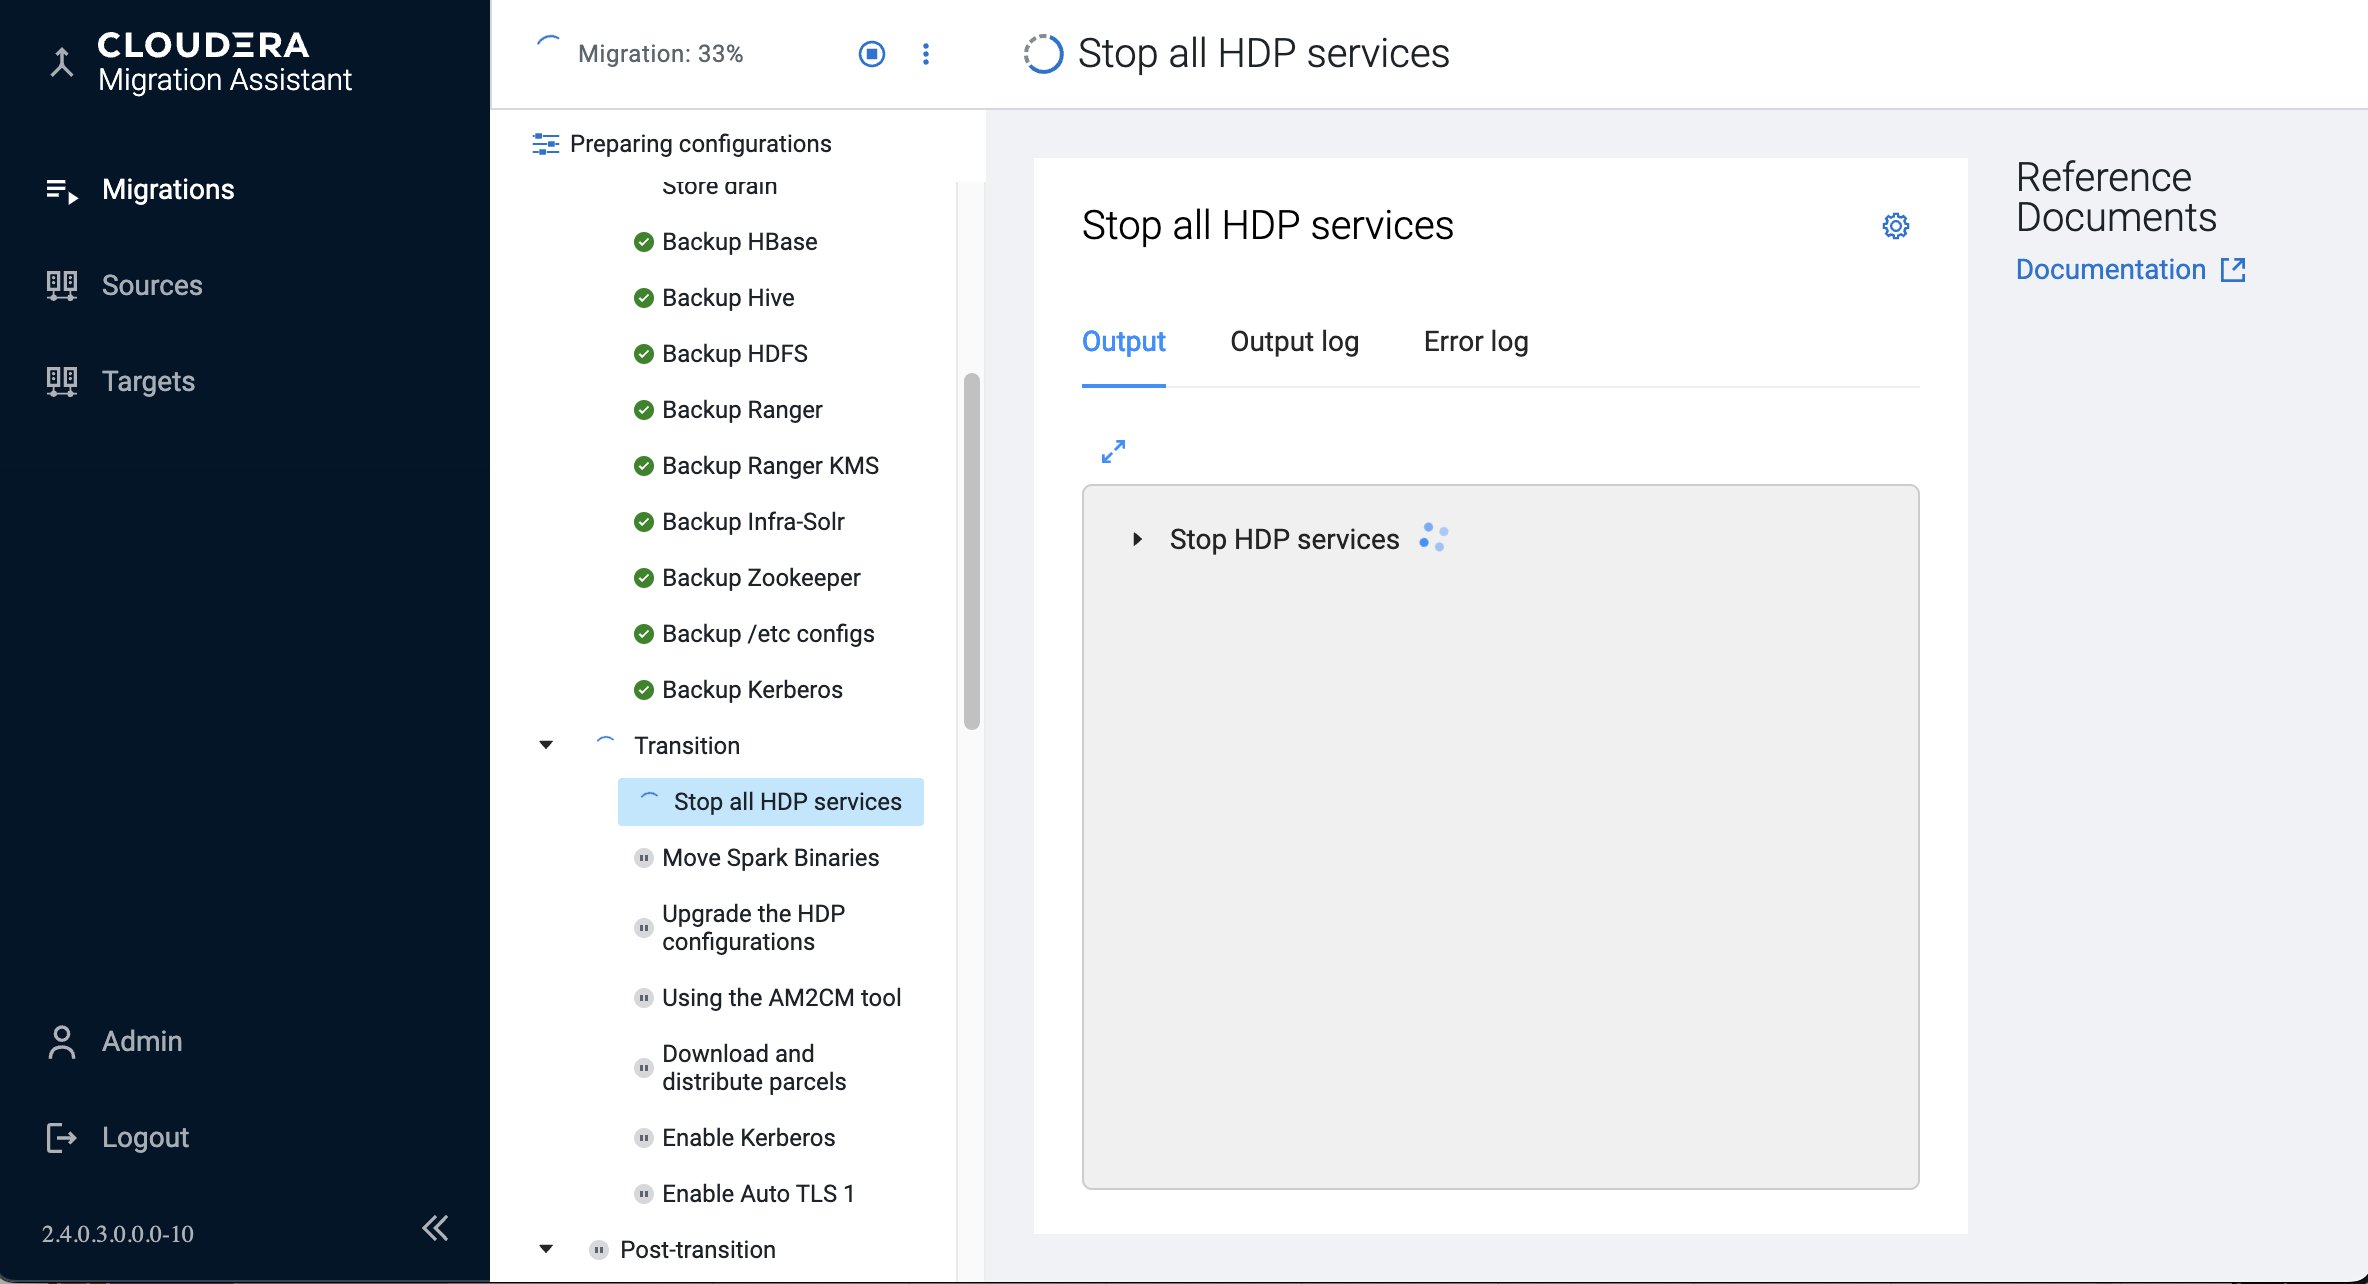 CLOUDERA
Migration Assistant
Migrations
Sources
Targets
Admin
Logout
2.4.0.3.0.0.0-10
Migration: 33%
Preparing configurations
Store drain
Backup HBase
Backup Hive
Backup HDFS
Backup Ranger
Backup Ranger KMS
Backup Infra-Solr
Backup Zookeeper
Backup /etc configs
Backup Kerberos
Transition
Stop all HDP services
Move Spark Binaries
Upgrade the HDP
configurations
Using the AM2CM tool
Download and
distribute parcels
Enable Kerberos
Enable Auto TLS 1
Post-transition
Stop all HDP services
Stop all HDP services
Output
Output log
Error log
Stop HDP services
Reference
Documents
Documentation